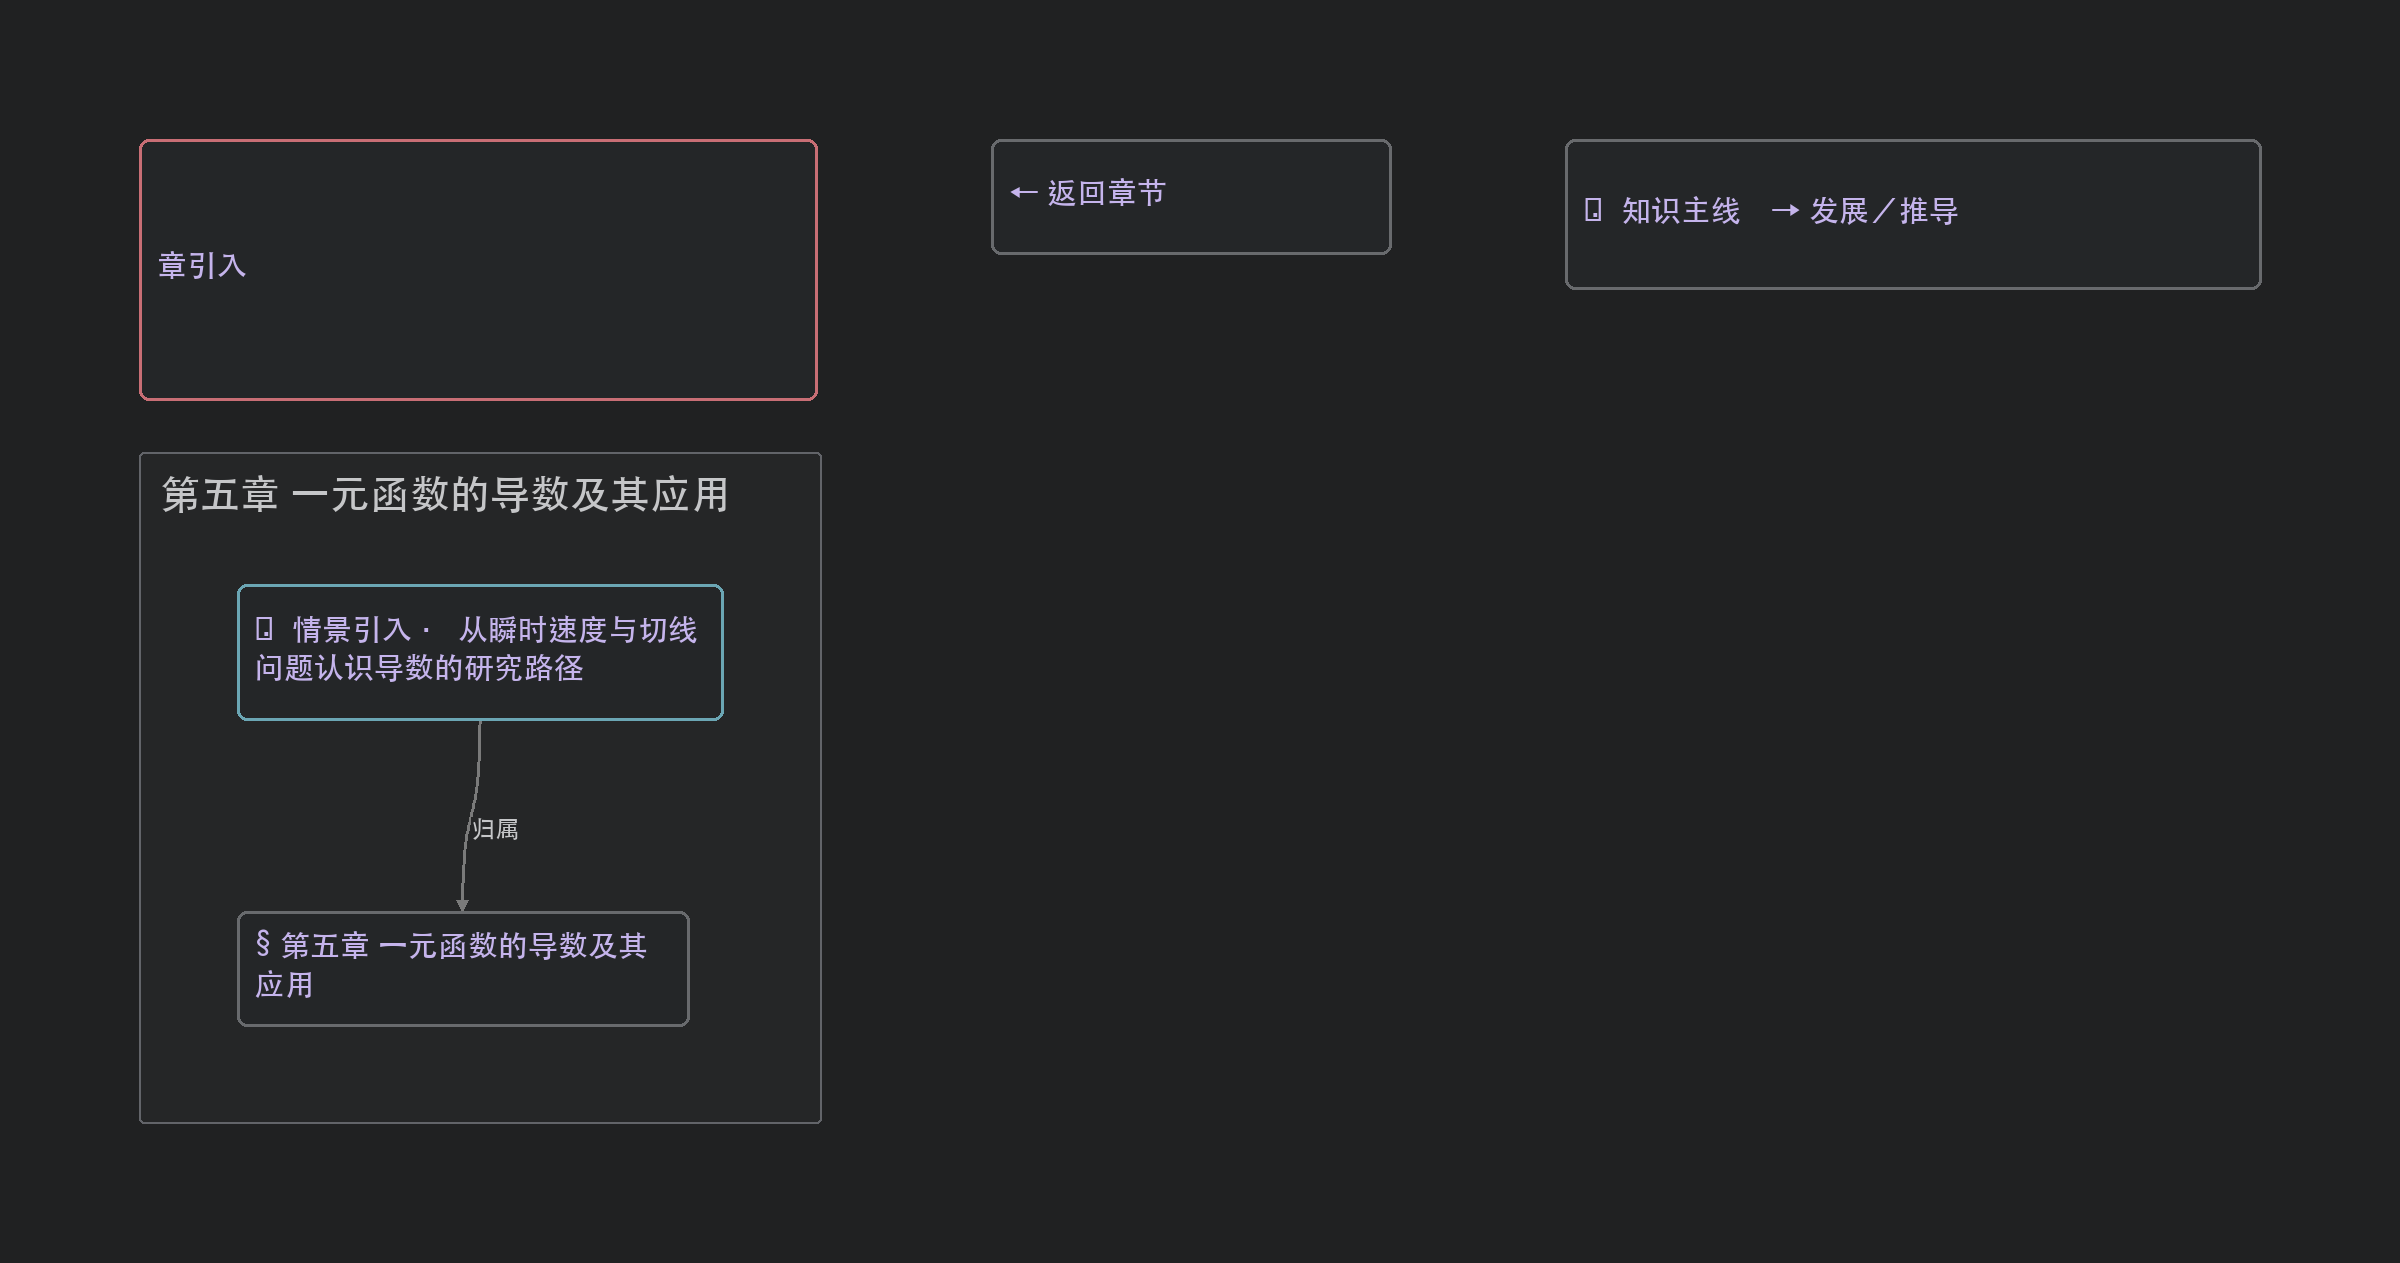 章引入
← 返回章节
知识主线 → 发展／推导
第五章 一元函数的导数及其应用
情景引入 · 从瞬时速度与切线
问题认识导数的研究路径
归属
§ 第五章 一元函数的导数及其
应用